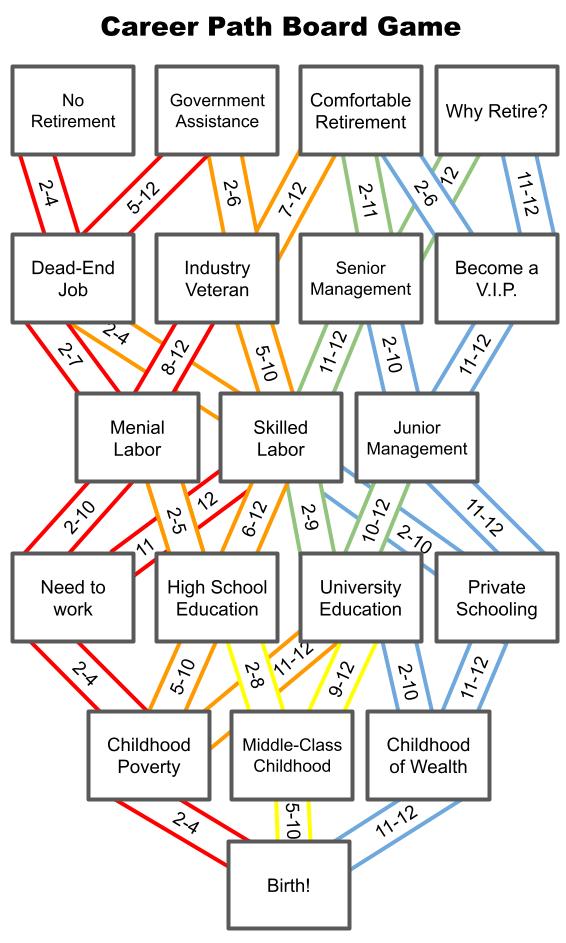 Career Path Board Game
No
Retirement
Government
Assistance
Comfortable
Retirement
Why Retire?
2-4
5-12
2-6
7-12
2-11
2-6
12
11-12
Dead-End
Job
Industry
Veteran
Senior
Management
Become a
V.I.P.
2-7
2-4
8-12
5-10
11-12
2-10
11-12
Menial
Labor
Skilled
Labor
Junior
Management
2-10
11
2-5
12
6-12
2-9
10-12
2-10
11-12
Need to
work
High School
Education
University
Education
Private
Schooling
2-4
5-10
2-8
11-12
9-12
2-10
11-12
Childhood
Poverty
Middle-Class
Childhood
Childhood
of Wealth
2-4
5-10
11-12
Birth!